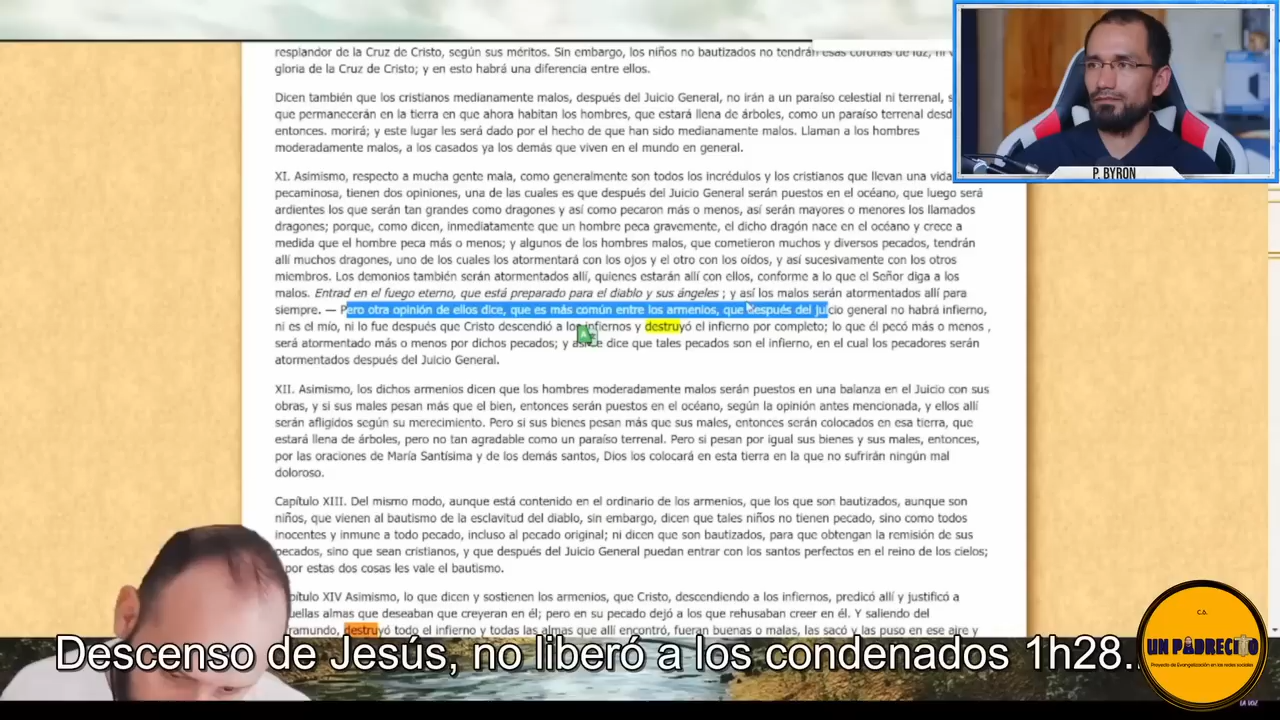 resplandor de la Cruz de Cristo, según sus méritos. Sin embargo, los niños no bautizados no tendrán esas coronas de luz, ni
gloria de la Cruz de Cristo; y en esto habrá una diferencia entre ellos.
Dicen también que los cristianos medianamente malos, después del Juicio General, no irán a un paraíso celestial ni terrenal,
que permanecerán en la tierra en que ahora habitan los hombres, que estará llena de árboles, como un paraíso terrenal
entonces. morirá; y este lugar les será dado por el hecho de que han sido medianamente malos. Llaman a los hombres
moderadamente malos, a los casados ya los demás que viven en el mundo en general.
XI. Asimismo, respecto a mucha gente mala, como generalmente son todos los incrédulos y los cristianos que llevan una vida
pecaminosa, tienen dos opiniones, una de las cuales es que después del Juicio General serán puestos en el océano, que luego será
ardientes los que serán tan grandes como dragones y así como pecaron más o menos, así serán mayores o menores los llamados
dragones; porque, como dicen, inmediatamente que un hombre peca gravemente, el dicho dragón nace en el océano y crece a
medida que el hombre peca más o menos; y algunos de los hombres malos, que cometieron muchos y diversos pecados, tendrán
allí muchos dragones, uno de los cuales los atormentará con los ojos y el otro con los oídos, y así sucesivamente con los otros
miembros. Los demonios también serán atormentados allí, quienes estarán allí con ellos, conforme a lo que el Señor diga a los
malos. Entrad en el fuego eterno, que está preparado para el diablo y sus ángeles ; y así los malos serán atormentados allí para
siempre. — Pero otra opinión de ellos dice, que es más común entre los armenios, que después del juicio general no habrá infierno,
ni es el mío, ni lo fue después que Cristo descendió a los infiernos y destruyó el infierno por completo; lo que él pecó más o menos ,
será atormentado más o menos por dichos pecados; y así se dice que tales pecados son el infierno, en el cual los pecadores serán
atormentados después del Juicio General.
XII. Asimismo, los dichos armenios dicen que los hombres moderadamente malos serán puestos en una balanza en el Juicio con sus
obras, y si sus males pesan más que el bien, entonces serán puestos en el océano, según la opinión antes mencionada, y ellos allí
serán afligidos según su merecimiento. Pero si sus bienes pesan más que sus males, entonces serán colocados en esa tierra, que
estará llena de árboles, pero no tan agradable como un paraíso terrenal. Pero si pesan por igual sus bienes y sus males, entonces,
por las oraciones de María Santísima y de los demás santos, Dios los colocará en esta tierra en la que no sufrirán ningún mal
doloroso.
Capítulo XIII. Del mismo modo, aunque está contenido en el ordinario de los armenios, que los que son bautizados, aunque son
niños, que vienen al bautismo de la esclavitud del diablo, sin embargo, dicen que tales niños no tienen pecado, sino como todos
inocentes y inmune a todo pecado, incluso al pecado original; ni dicen que son bautizados, para que obtengan la remisión de sus
pecados, sino que sean cristianos, y que después del Juicio General puedan entrar con los santos perfectos en el reino de los cielos;
por estas dos cosas les vale el bautismo.
XIV Asimismo, lo que dicen y sostienen los armenios, que Cristo, descendiendo a los infiernos, predicó allí y justificó a
almas que deseaban que creyeran en él; pero en su pecado dejó a los que rehusaban creer en él. Y saliendo del
destruyó todo el infierno y todas las almas que allí encontró, fueran buenas o malas, las sacó y las puso en ese aire y
P. BYRON
Descenso de Jesús, no liberó a los condenados 1h28.
C.D.
UN PADRECITO
Proyecto de Evangelización en las redes sociales
LA VOZ